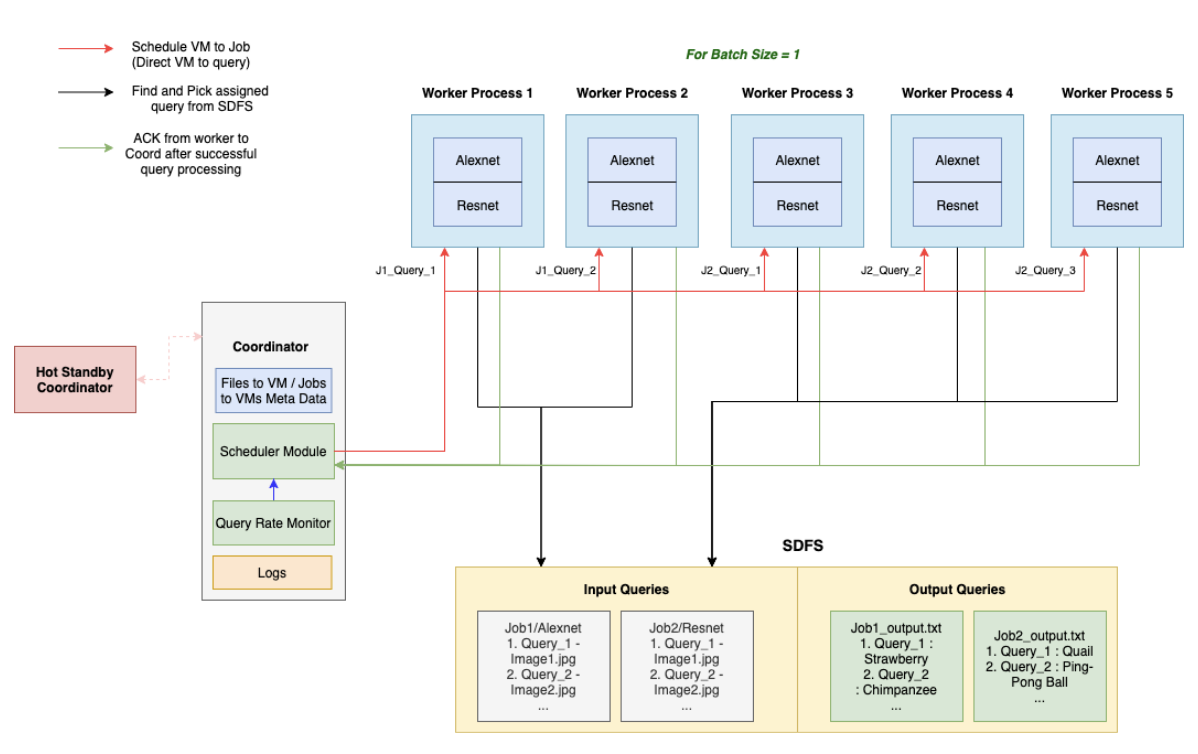 Schedule VM to Job
(Direct VM to query)
Find and Pick assigned
query from SDFS
ACK from worker to
Coord after successful
query processing
For Batch Size = 1
Worker Process 1
Worker Process 2
Worker Process 3
Worker Process 4
Worker Process 5
Alexnet
Resnet
Alexnet
Resnet
Alexnet
Resnet
Alexnet
Resnet
Alexnet
Resnet
J1_Query_1
J1_Query_2
J2_Query_1
J2_Query_2
J2_Query_3
Hot Standby
Coordinator
Coordinator
Files to VM / Jobs
to VMs Meta Data
Scheduler Module
Query Rate Monitor
Logs
SDFS
Input Queries
Job1/Alexnet
1. Query_1 -
Image1.jpg
2. Query_2 -
Image2.jpg
...
Job2/Resnet
1. Query_1 -
Image1.jpg
2. Query_2 -
Image2.jpg
...
Output Queries
Job1_output.txt
1. Query_1 :
Strawberry
2. Query_2
: Chimpanzee
...
Job2_output.txt
1. Query_1 : Quail
2. Query_2 : Ping-
Pong Ball
...